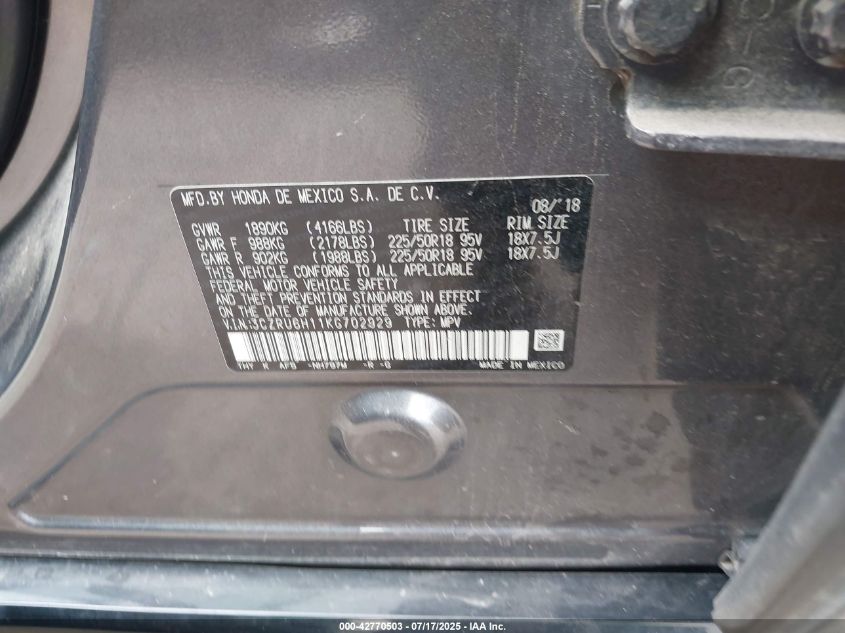 MFD.BY HONDA DE MEXICO S.A. DE C.V.
08/'18
GVWR 1890KG (4166LBS) TIRE SIZE RIM SIZE
GAWR F 988KG (2178LBS) 225/50R18 95V 18X7.5J
GAWR R 902KG (1988LBS) 225/50R18 95V 18X7.5J
THIS VEHICLE CONFORMS TO ALL APPLICABLE
FEDERAL MOTOR VEHICLE SAFETY
AND THEFT PREVENTION STANDARDS IN EFFECT
ON THE DATE OF MANUFACTURE SHOWN ABOVE.
V.I.N.:3CZRU6H11KG702929 TYPE: MPV
THY K AFB -NH797M -R -B MADE IN MEXICO
000-42770503 - 07/17/2025 - IAA Inc.